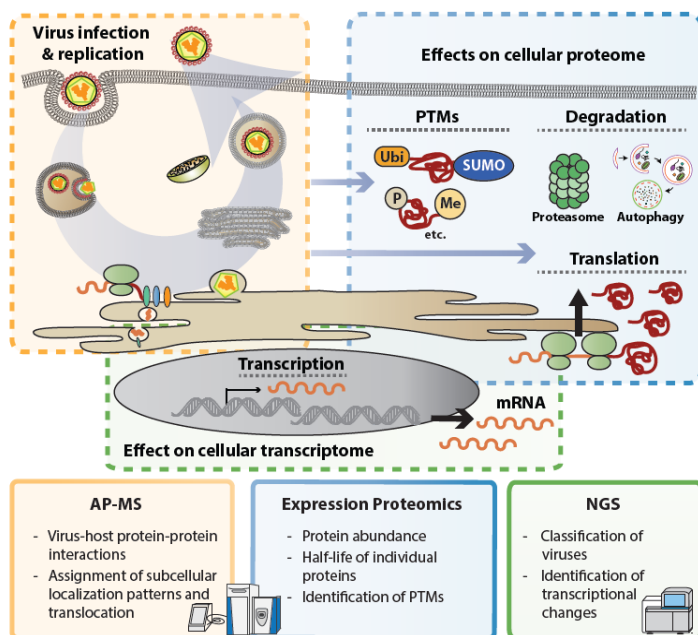 Virus infection
& replication
Effects on cellular proteome
PTMs
Degradation
Ubi
SUMO
P
Me
etc.
Proteasome
Autophagy
Translation
Transcription
mRNA
Effect on cellular transcriptome
AP-MS
- Virus-host protein-protein
interactions
- Assignment of subcellular
localization patterns and
translocation
Expression Proteomics
- Protein abundance
- Half-life of individual
proteins
- Identification of PTMs
NGS
- Classification of
viruses
- Identification of
transcriptional
changes